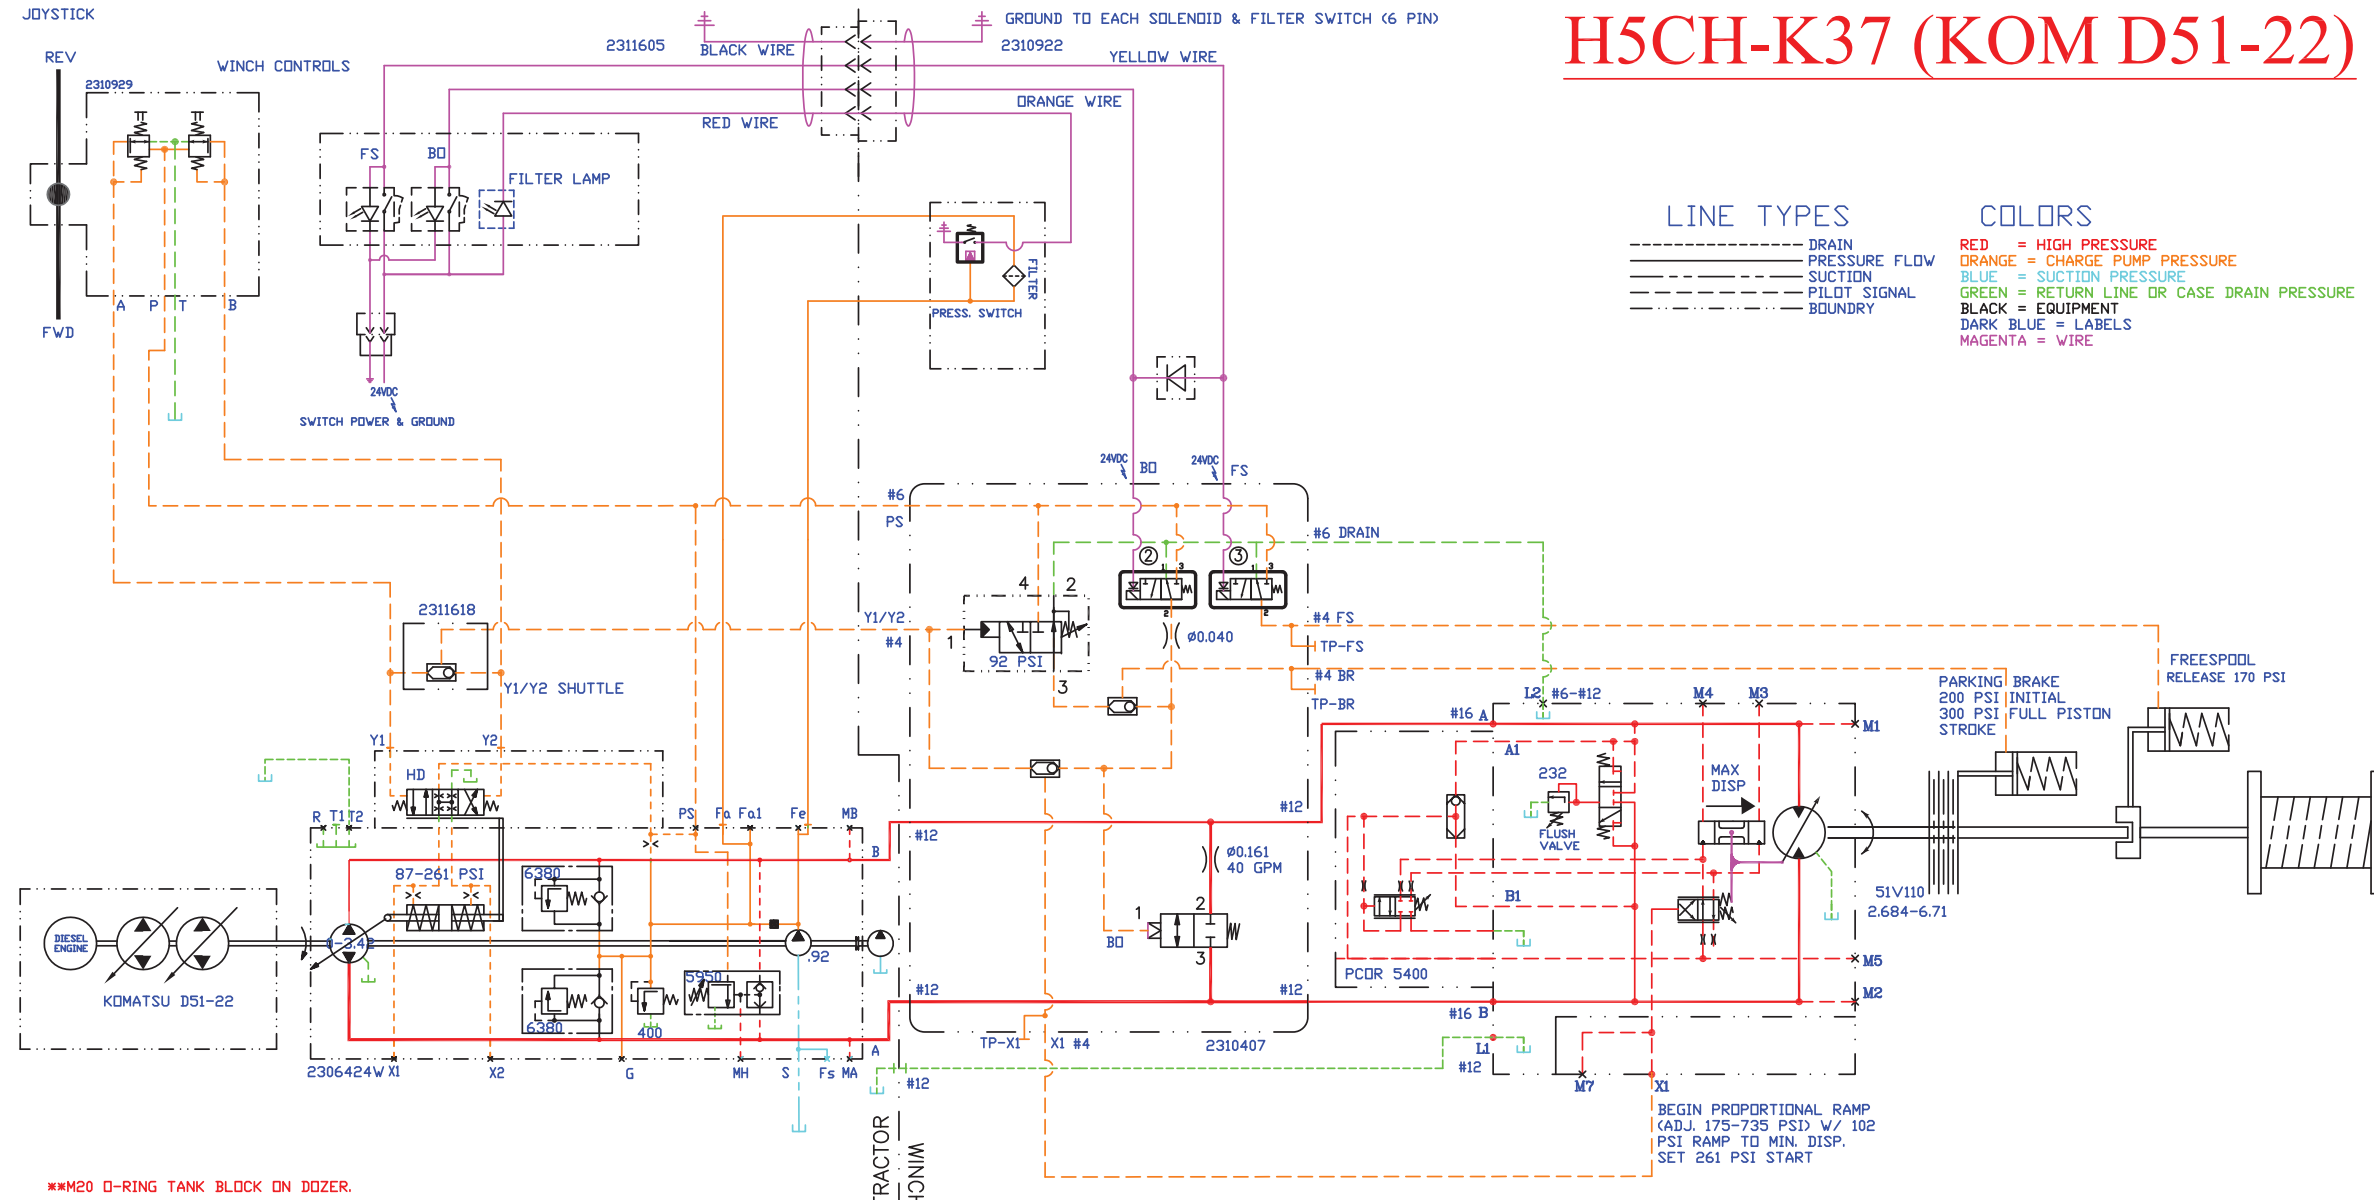 JOYSTICK
H5CH-K37 (KOM D51-22)
GROUND TO EACH SOLENOID & FILTER SWITCH (6 PIN)
2311605
BLACK WIRE
2310922
YELLOW WIRE
REV
WINCH CONTROLS
2310929
ORANGE WIRE
RED WIRE
FS
BO
FILTER LAMP
LINE TYPES
DRAIN
PRESSURE FLOW
SUCTION
PILOT SIGNAL
BOUNDRY
COLORS
RED = HIGH PRESSURE
ORANGE = CHARGE PUMP PRESSURE
BLUE = SUCTION PRESSURE
GREEN = RETURN LINE OR CASE DRAIN PRESSURE
BLACK = EQUIPMENT
DARK BLUE = LABELS
MAGENTA = WIRE
FILTER
PRESS. SWITCH
A P T B
FWD
24VDC
SWITCH POWER & GROUND
24VDC
BO
24VDC
FS
#6
PS
#6 DRAIN
2
3
1 3
1 3
2
2
4
2
2311618
Y1/Y2
#4
1
92 PSI
3
Ø0.040
#4 FS
TP-FS
#4 BR
TP-BR
Y1/Y2 SHUTTLE
FREESPOOL
RELEASE 170 PSI
PARKING BRAKE
200 PSI INITIAL
300 PSI FULL PISTON
STROKE
L2 #6-#12
M4
M3
#16 A
M1
A1
Y1
Y2
HD
232
MAX
DISP
FLUSH
VALVE
R T1 T2
PS
Fa
Fa1
Fe
MB
#12
#12
B
Ø0.161
40 GPM
87-261 PSI
6380
B1
51V110
2.684-6.71
DIESEL
ENGINE
0-3.42
.92
1
2
BO
3
KOMATSU D51-22
5950
PCOR 5400
M5
6380
400
#12
#12
M2
#16 B
A
TP-X1
X1 #4
2310407
L1
#12
2306424W X1
X2
G
MH
S
Fs
MA
#12
M7
X1
BEGIN PROPORTIONAL RAMP
(ADJ. 175-735 PSI) W/ 102
PSI RAMP TO MIN. DISP.
SET 261 PSI START
TRACTOR
WINCH
**M20 O-RING TANK BLOCK ON DOZER.